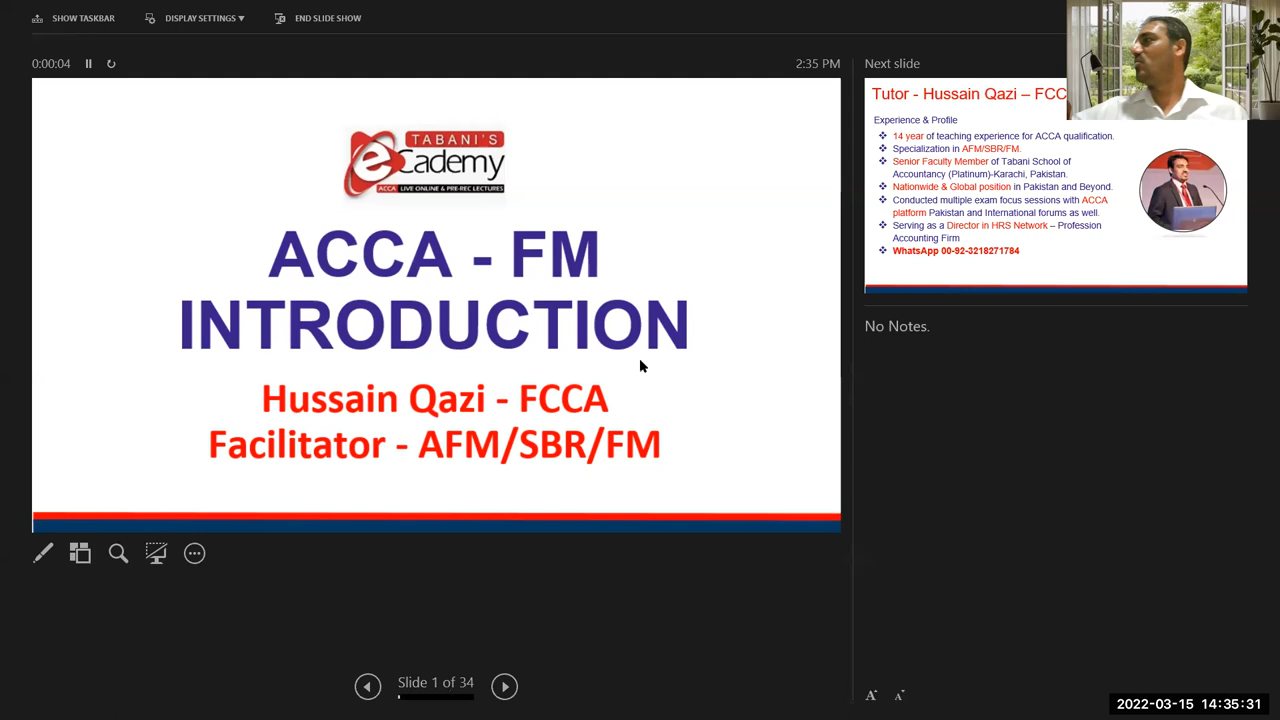 SHOW TASKBAR
DISPLAY SETTINGS ▼
END SLIDE SHOW
0:00:04
2:35 PM
TABANI'S
eCademy
ACCA LIVE ONLINE & PRE-REC LECTURES
ACCA - FM
INTRODUCTION
Hussain Qazi - FCCA
Facilitator - AFM/SBR/FM
Slide 1 of 34
Next slide
Tutor - Hussain Qazi – FCC
Experience & Profile
❖ 14 year of teaching experience for ACCA qualification.
❖ Specialization in AFM/SBR/FM.
❖ Senior Faculty Member of Tabani School of
Accountancy (Platinum)-Karachi, Pakistan.
❖ Nationwide & Global position in Pakistan and Beyond.
❖ Conducted multiple exam focus sessions with ACCA
platform Pakistan and International forums as well.
❖ Serving as a Director in HRS Network – Profession
Accounting Firm
❖ WhatsApp 00-92-3218271784
No Notes.
A A
2022-03-15 14:35:31